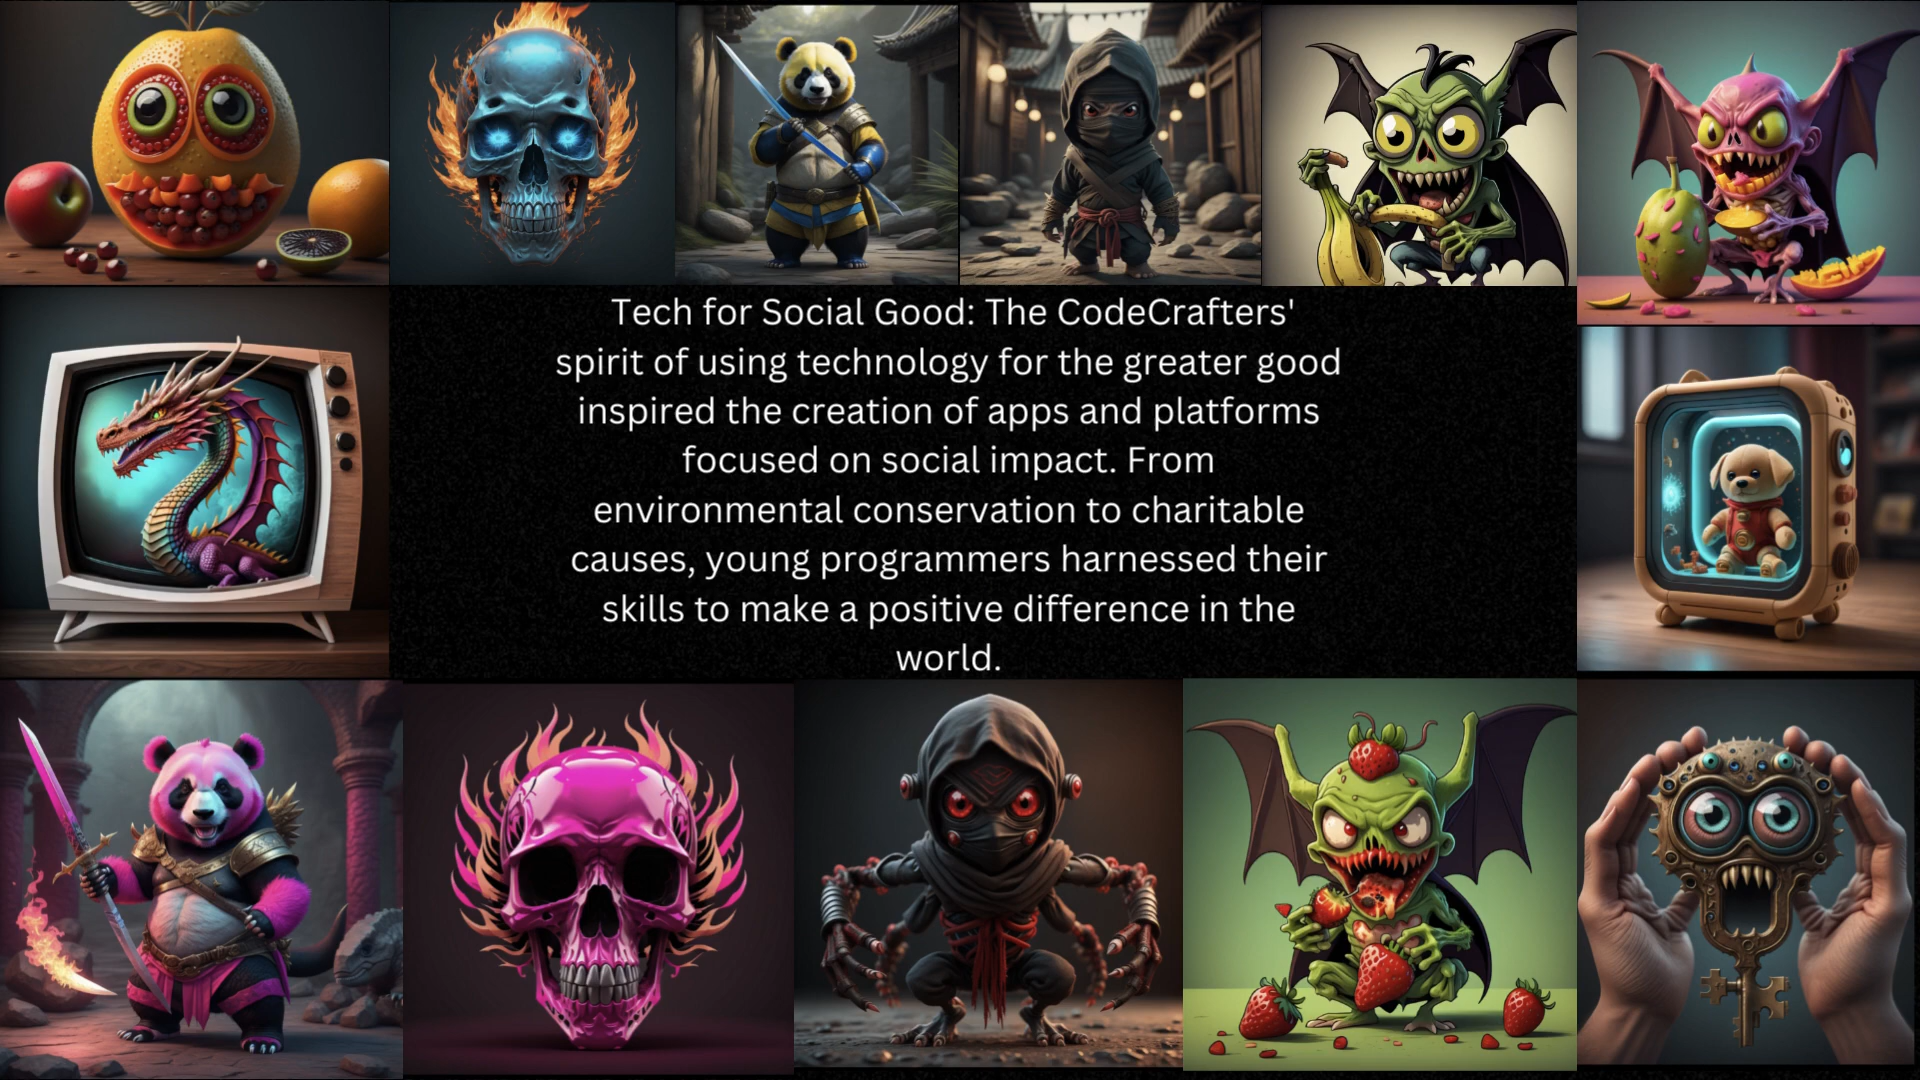 Tech for Social Good: The CodeCrafters'
spirit of using technology for the greater good
inspired the creation of apps and platforms
focused on social impact. From
environmental conservation to charitable
causes, young programmers harnessed their
skills to make a positive difference in the
world.